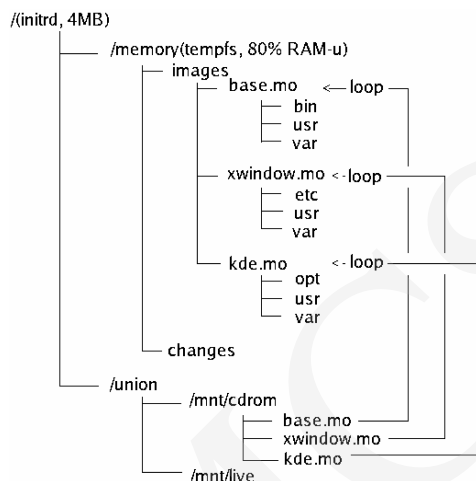 /(initrd, 4MB)
/memory(tempfs, 80% RAM-u)
images
base.mo <- loop
bin
usr
var
xwindow.mo <- loop
etc
usr
var
kde.mo <- loop
opt
usr
var
changes
/union
/mnt/cdrom
base.mo
xwindow.mo
kde.mo
/mnt/live